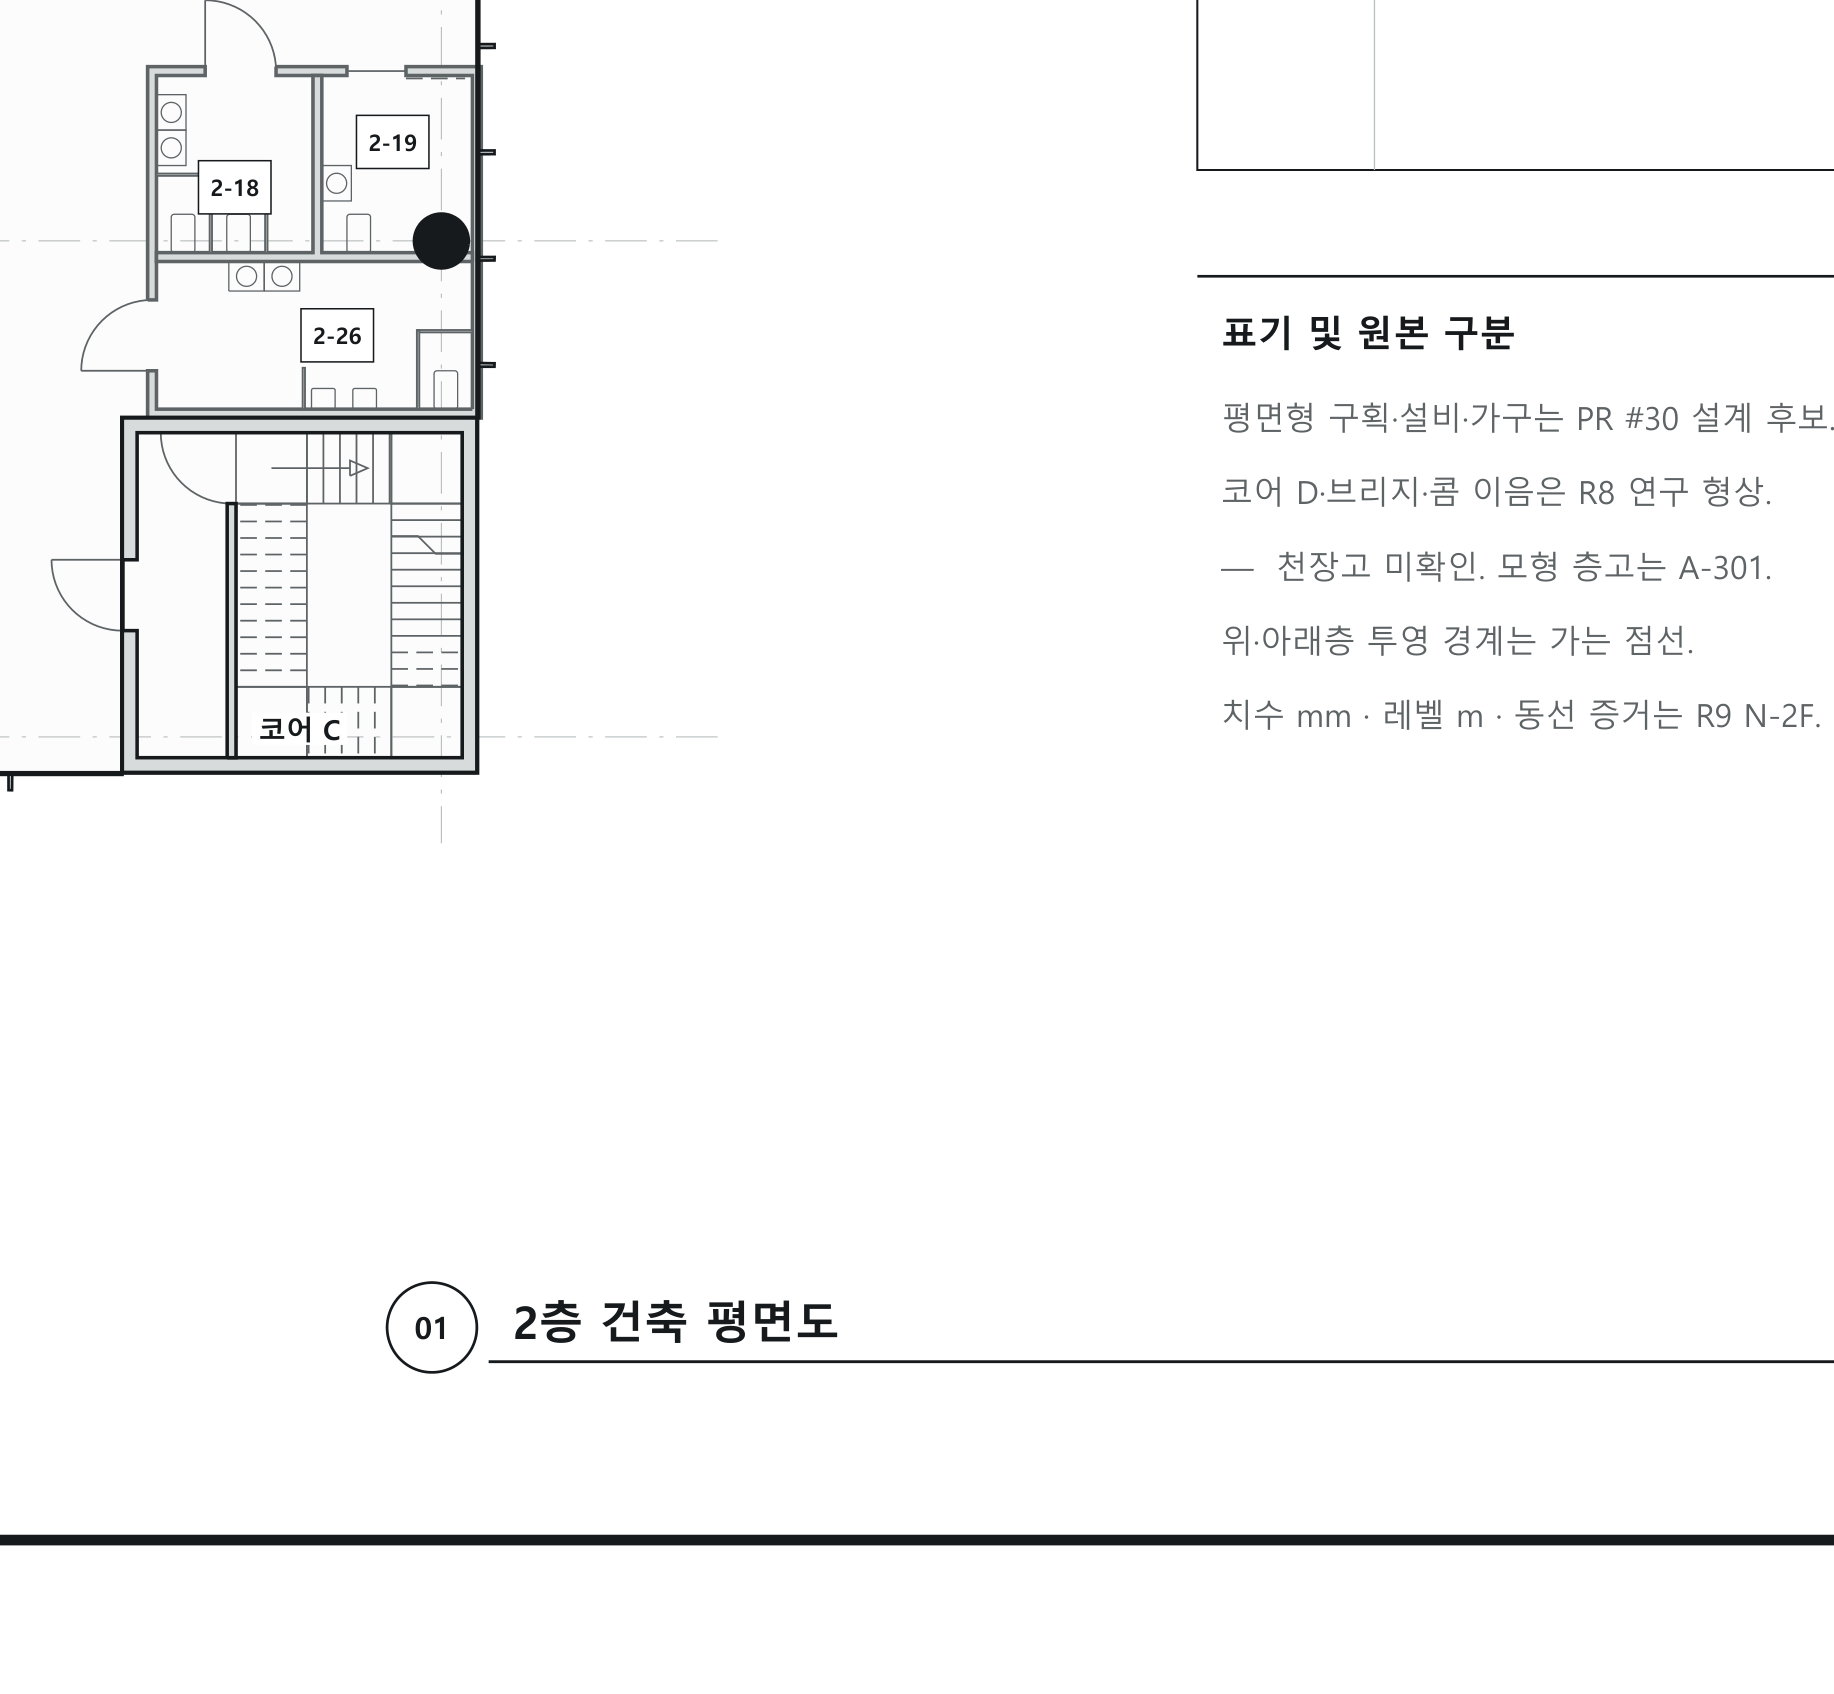 2-19
2-18
2-26
코어 C
표기 및 원본 구분
평면형 구획·설비·가구는 PR #30 설계 후보.
코어 D·브리지·콤 이음은 R8 연구 형상.
— 천장고 미확인. 모형 층고는 A-301.
위·아래층 투영 경계는 가는 점선.
치수 mm · 레벨 m · 동선 증거는 R9 N-2F.
01 2층 건축 평면도